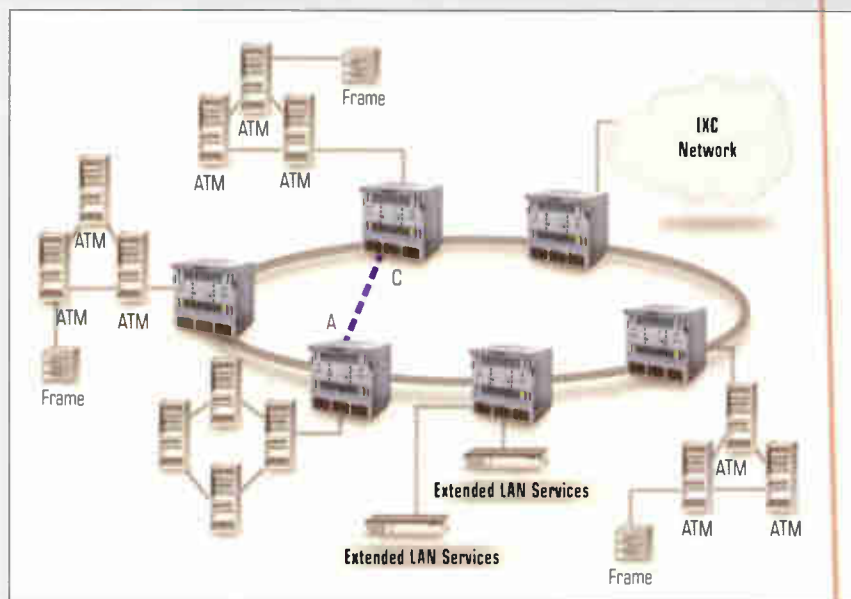 Frame
ATM
ATM
ATM
IXC
Network
ATM
ATM
ATM
Frame
C
A
Extended LAN Services
Extended LAN Services
ATM
ATM
ATM
Frame